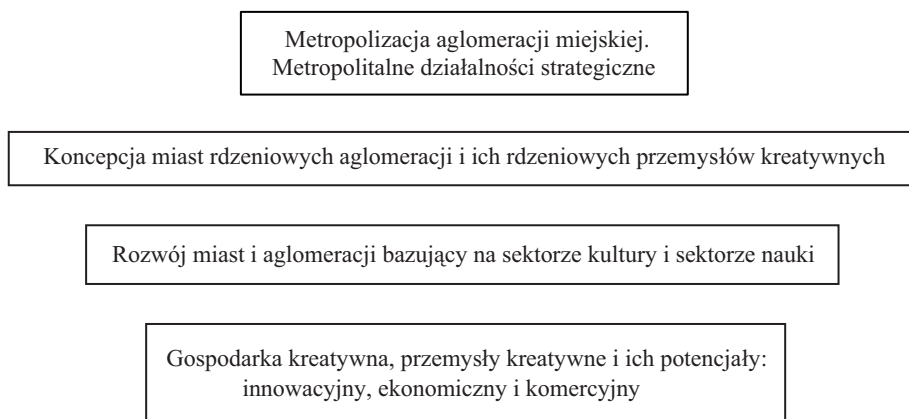 Metropolizacja aglomeracji miejskiej.
Metropolitalne działalności strategiczne
Koncepcja miast rdzeniowych aglomeracji i ich rdzeniowych przemysłów kreatywnych
Rozwój miast i aglomeracji bazujący na sektorze kultury i sektorze nauki
Gospodarka kreatywna, przemysły kreatywne i ich potencjały:
innowacyjny, ekonomiczny i komercyjny